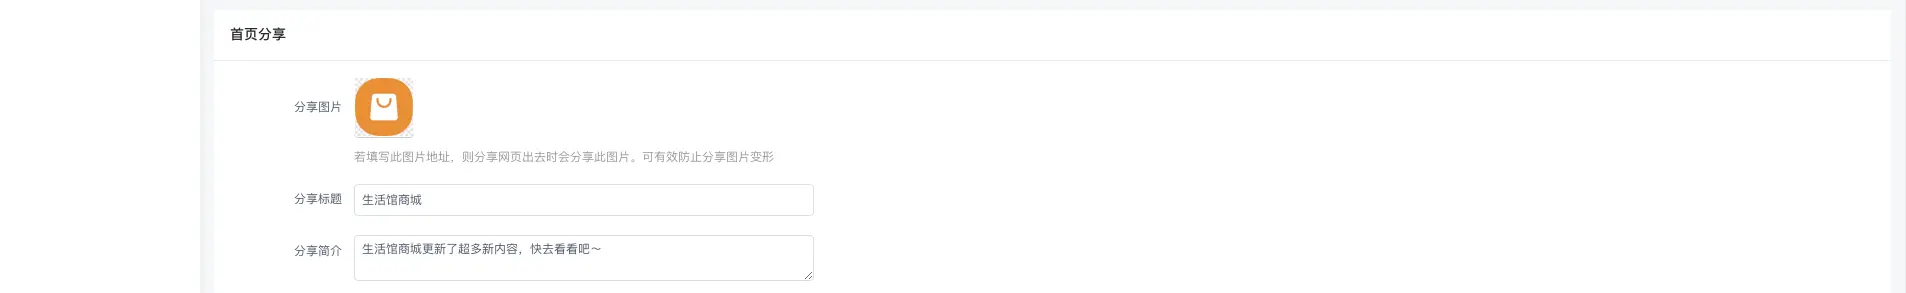 首页分享
分享图片
若填写此图片地址，则分享网页出去时会分享此图片。可有效防止分享图片变形
分享标题 生活馆商城
分享简介 生活馆商城更新了超多新内容，快去看看吧～